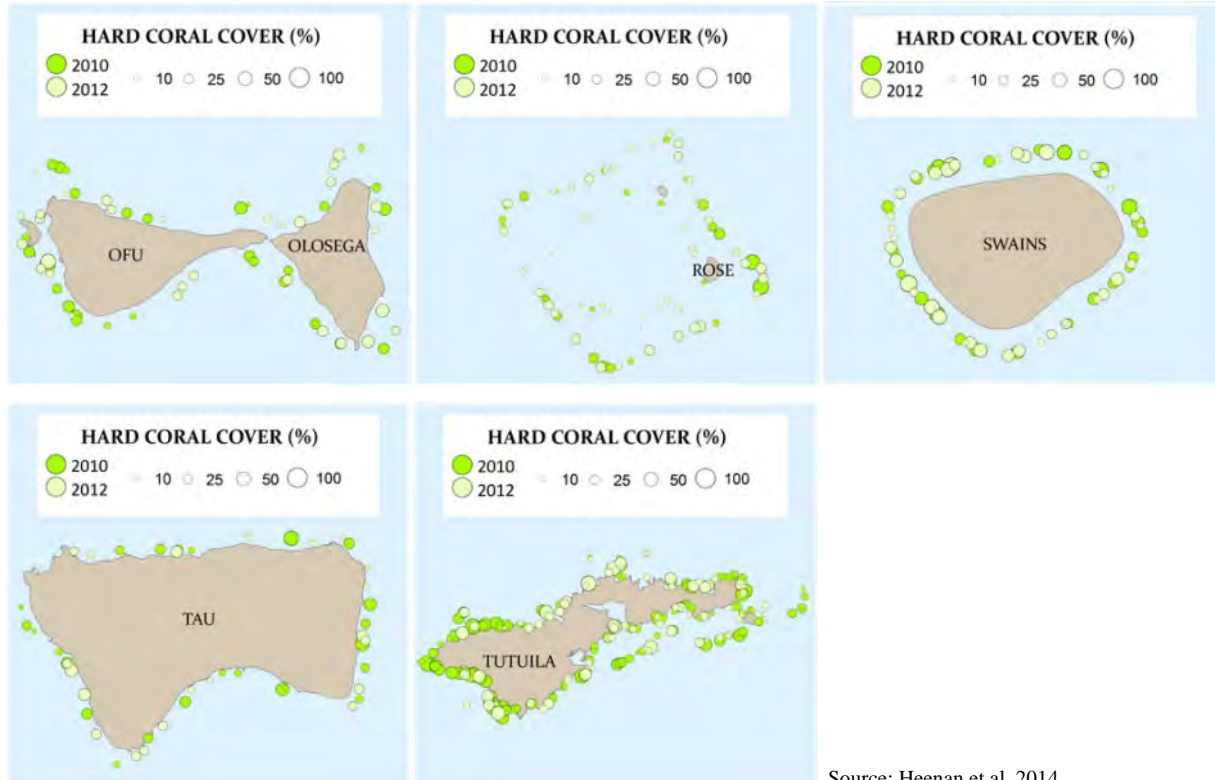 HARD CORAL COVER (%)
2010
2012
10 25 50 100
OFU
OLOSEGA
HARD CORAL COVER (%)
2010
2012
10 25 50 100
ROSE
HARD CORAL COVER (%)
2010
2012
10 25 50 100
SWAINS
HARD CORAL COVER (%)
2010
2012
10 25 50 100
TAU
HARD CORAL COVER (%)
2010
2012
10 25 50 100
TUTUILA
Source: Heenan et al. 2014